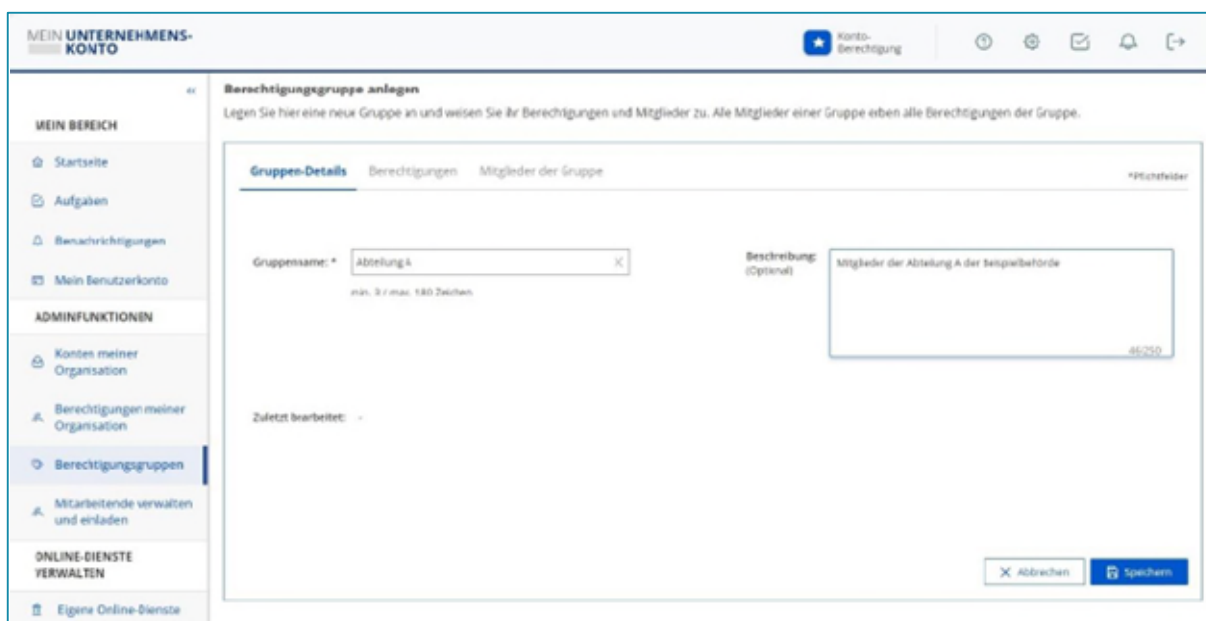 MEIN UNTERNEHMENS-
KONTO
Konto-
Berechtigung
«
Berechtigungsgruppe anlegen
Legen Sie hier eine neue Gruppe an und weisen Sie ihr Berechtigungen und Mitglieder zu. Alle Mitglieder einer Gruppe erben alle Berechtigungen der Gruppe.
MEIN BEREICH
Startseite
Aufgaben
Benachrichtigungen
Mein Benutzerkonto
ADMINFUNKTIONEN
Konten meiner
Organisation
Berechtigungen meiner
Organisation
Berechtigungsgruppen
Mitarbeitende verwalten
und einladen
ONLINE-DIENSTE
VERWALTEN
Eigene Online-Dienste
Gruppen-Details Berechtigungen Mitglieder der Gruppe
*Pflichtfelder
Gruppenname: * Abteilung A
min. 3 / max. 180 Zeichen
Beschreibung:
(Optional)
Mitglieder der Abteilung A der Beispielbehörde
46/250
Zuletzt bearbeitet: -
Abbrechen Speichern